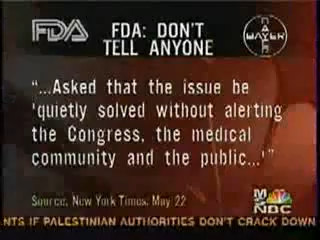 FDA
FDA: DON'T
TELL ANYONE
BAYER
BAYER
"...Asked that the issue be
'quietly solved without alerting
the Congress, the medical
community and the public...'"
Source, New York Times, May 22
MSNBC
NTS IF PALESTINIAN AUTHORITIES DON'T CRACK DOWN